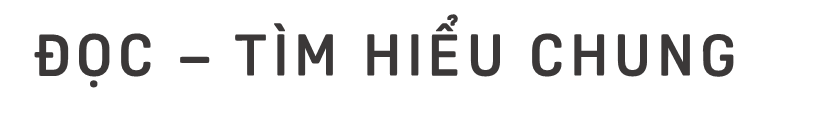 ĐỌC – TÌM HIỂU CHUNG